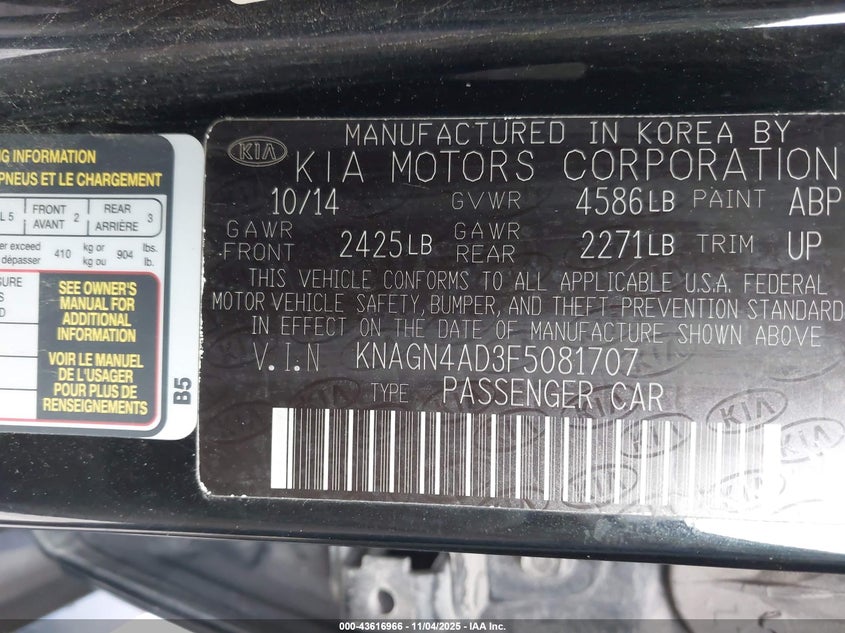 NG INFORMATION
PNEUS ET LE CHARGEMENT
L 5 FRONT AVANT 2 REAR ARRIÈRE 3
er exceed dépasser 410 kg or kg ou 904 lbs. lb.
SEE OWNER'S
MANUAL FOR
ADDITIONAL
INFORMATION
VOIR LE MANUEL
DE L'USAGER
POUR PLUS DE
RENSEIGNEMENTS
B5
KIA
MANUFACTURED IN KOREA BY
KIA MOTORS CORPORATION
10/14 GVWR 4586LB PAINT ABP
GAWR FRONT 2425LB GAWR REAR 2271LB TRIM UP
THIS VEHICLE CONFORMS TO ALL APPLICABLE U.S.A. FEDERAL
MOTOR VEHICLE SAFETY, BUMPER, AND THEFT PREVENTION STANDARD
IN EFFECT ON THE DATE OF MANUFACTURE SHOWN ABOVE
V.I.N KNAGN4AD3F5081707
TYPE PASSENGER CAR
000-43616966 - 11/04/2025 - IAA Inc.